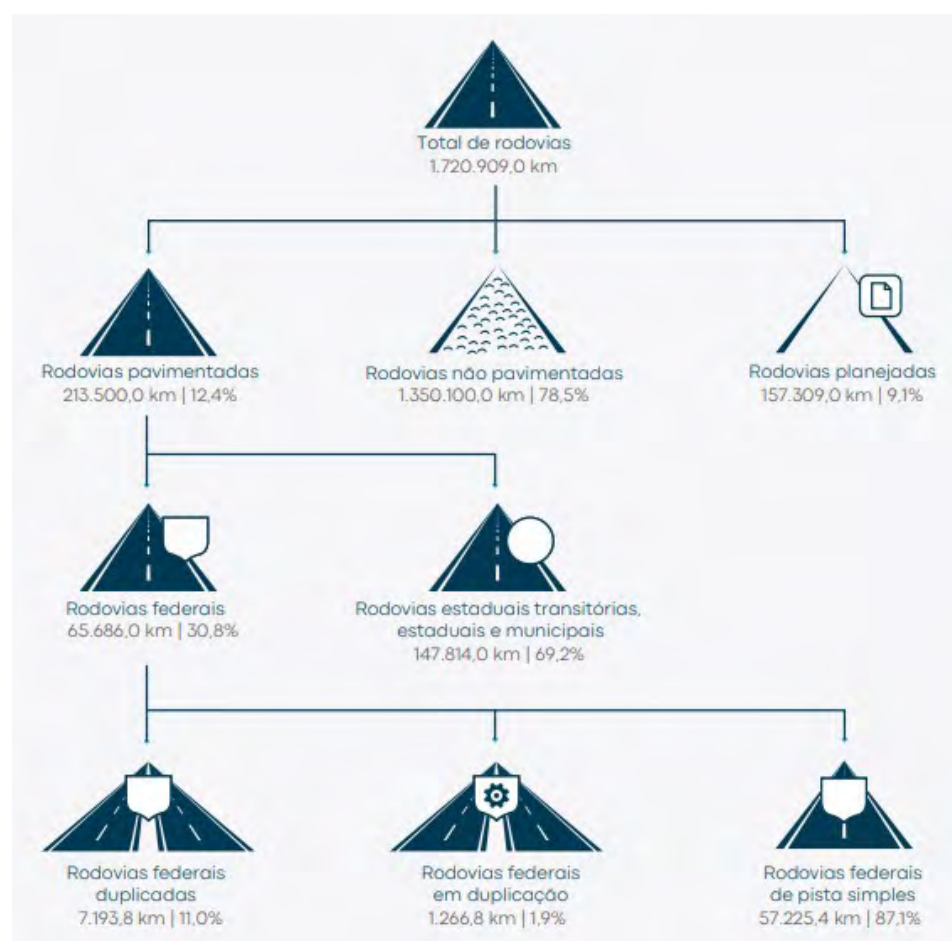 Total de rodovias
1.720.909,0 km
Rodovias pavimentadas
213.500,0 km | 12,4%
Rodovias não pavimentadas
1.350.100,0 km | 78,5%
Rodovias planejadas
157.309,0 km | 9,1%
Rodovias federais
65.686,0 km | 30,8%
Rodovias estaduais transitórias,
estaduais e municipais
147.814,0 km | 69,2%
Rodovias federais
duplicadas
7.193,8 km | 11,0%
Rodovias federais
em duplicação
1.266,8 km | 1,9%
Rodovias federais
de pista simples
57.225,4 km | 87,1%